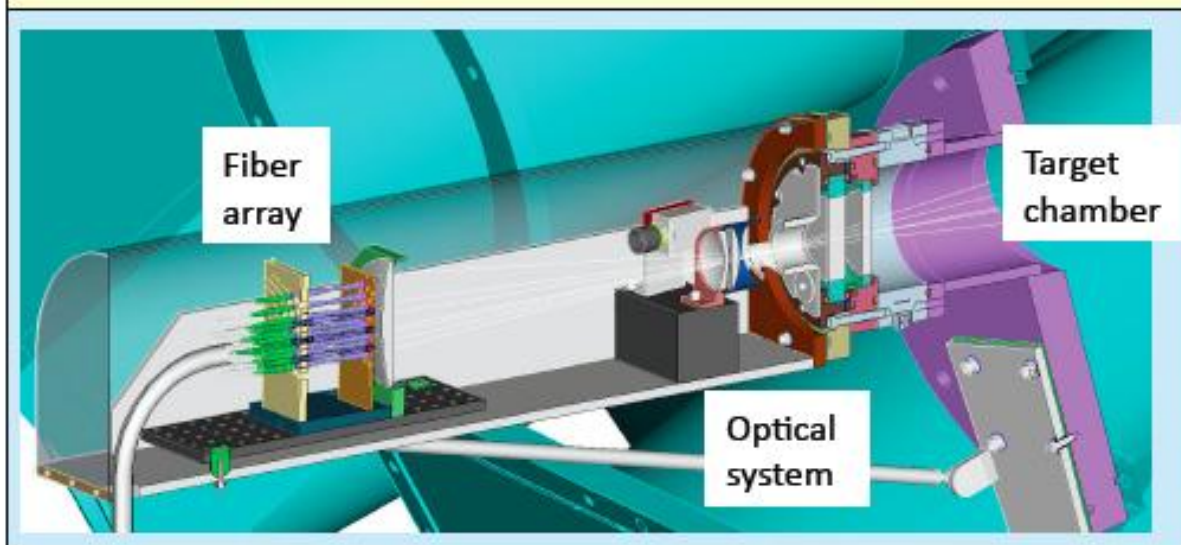 Fiber
array
Target
chamber
Optical
system